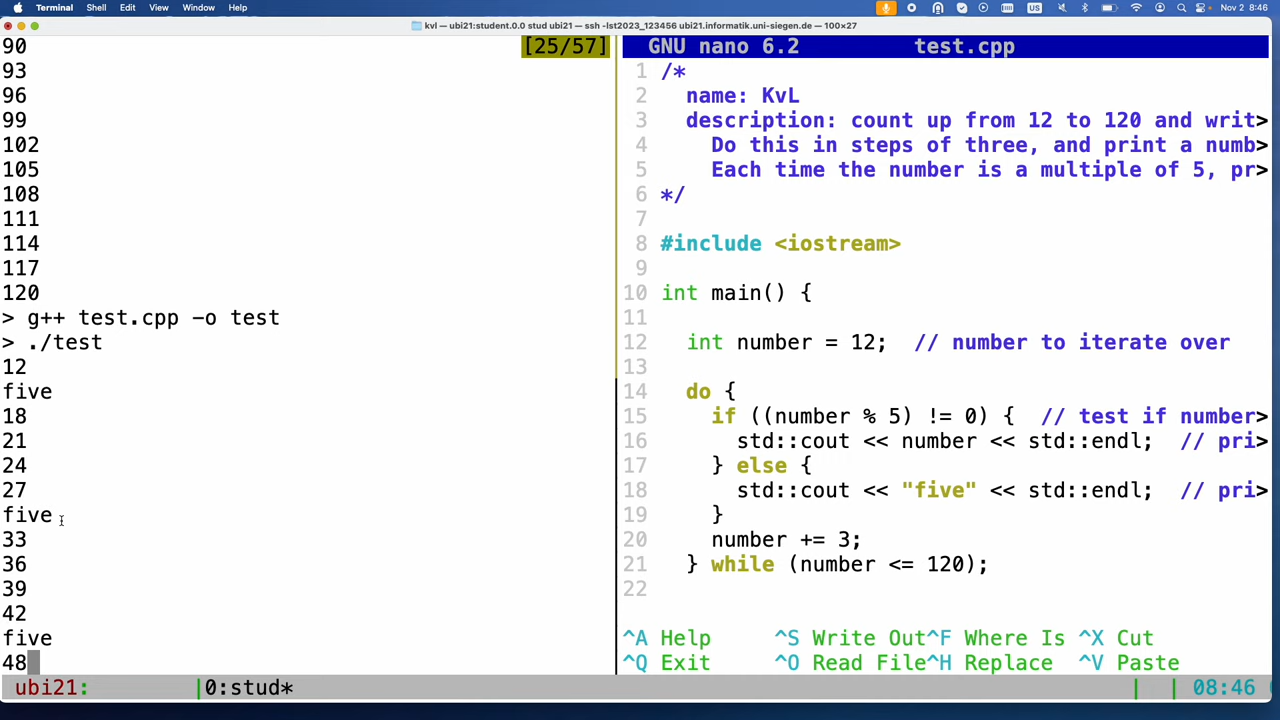 Terminal Shell Edit View Window Help US Nov 2 8:46
kvl — ubi21:student.0.0 stud ubi21 — ssh -lst2023_123456 ubi21.informatik.uni-siegen.de — 100×27
90
[25/57]
93
96
99
102
105
108
111
114
117
120
> g++ test.cpp -o test
> ./test
12
five
18
21
24
27
five
33
36
39
42
five
48
GNU nano 6.2 test.cpp
1 /*
2 name: KvL
3 description: count up from 12 to 120 and writ>
4 Do this in steps of three, and print a numb>
5 Each time the number is a multiple of 5, pr>
6 */
7
8 #include <iostream>
9
10 int main() {
11
12 int number = 12; // number to iterate over
13
14 do {
15 if ((number % 5) != 0) { // test if number>
16 std::cout << number << std::endl; // pri>
17 } else {
18 std::cout << "five" << std::endl; // pri>
19 }
20 number += 3;
21 } while (number <= 120);
22
^A Help ^S Write Out ^F Where Is ^X Cut
^Q Exit ^O Read File ^H Replace ^V Paste
ubi21: |0:stud* | | 08:46